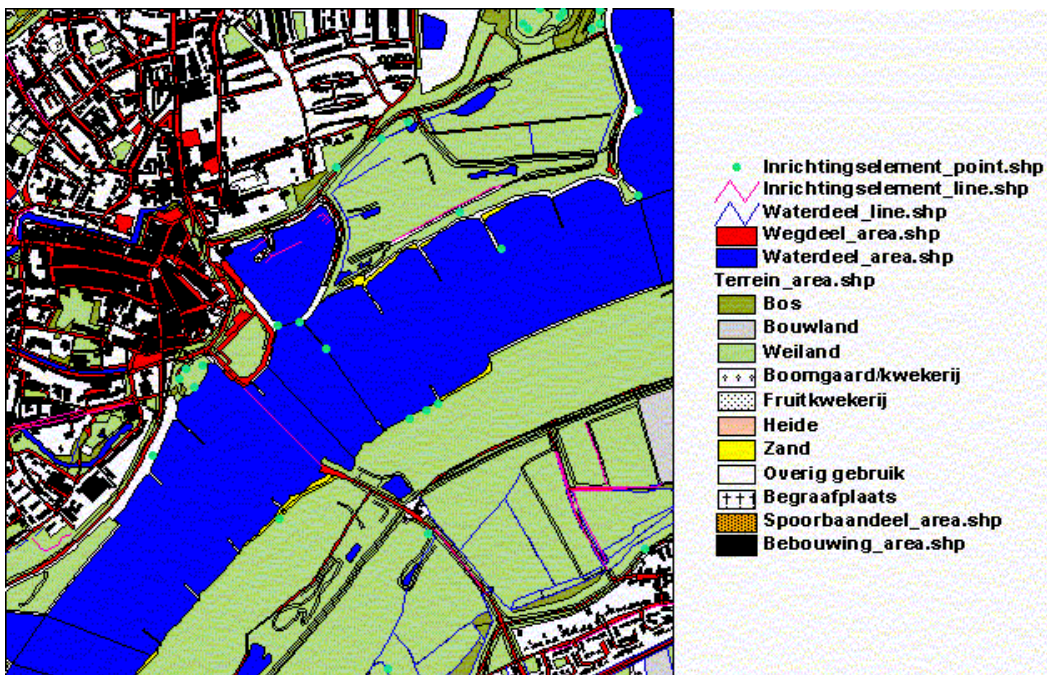 Inrichtingselement_point.shp
Inrichtingselement_line.shp
Waterdeel_line.shp
Wegdeel_area.shp
Waterdeel_area.shp
Terrein_area.shp
Bos
Bouwland
Weiland
Boomgaard/kwekerij
Fruitkwekerij
Heide
Zand
Overig gebruik
Begraafplaats
Spoorbaandeel_area.shp
Bebouwing_area.shp